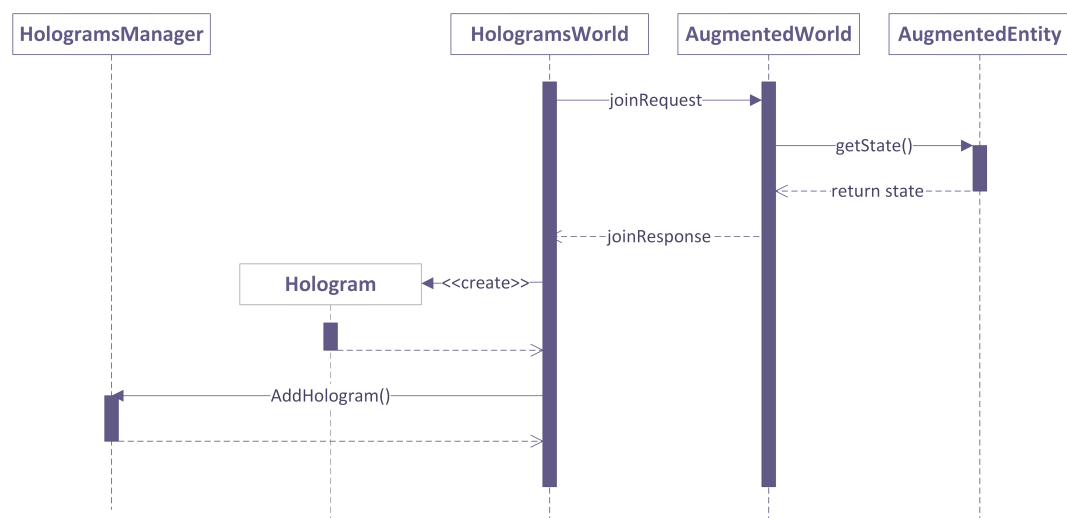 HologramsManager
HologramsWorld
AugmentedWorld
AugmentedEntity
joinRequest
getState()
return state
joinResponse
Hologram
<<create>>
AddHologram()